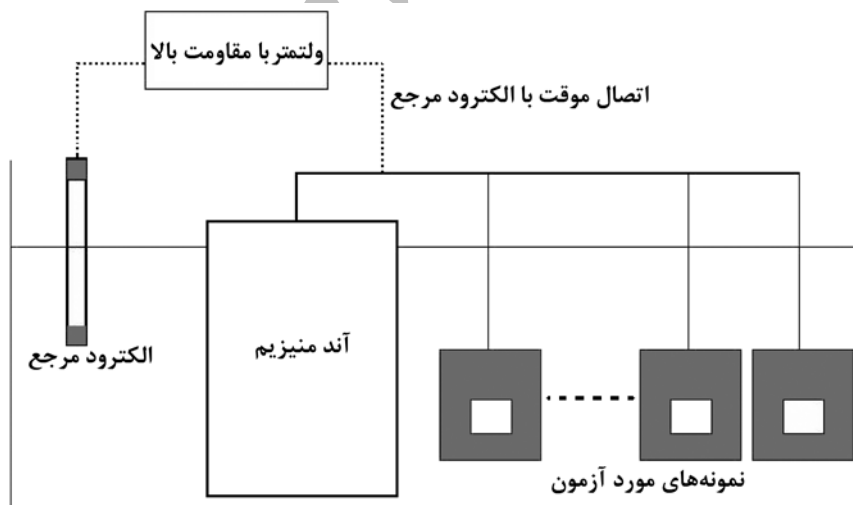 ولتمتر با مقاومت بالا
اتصال موقت با الکترود مرجع
الکترود مرجع
آند منیزیم
نمونه‌های مورد آزمون